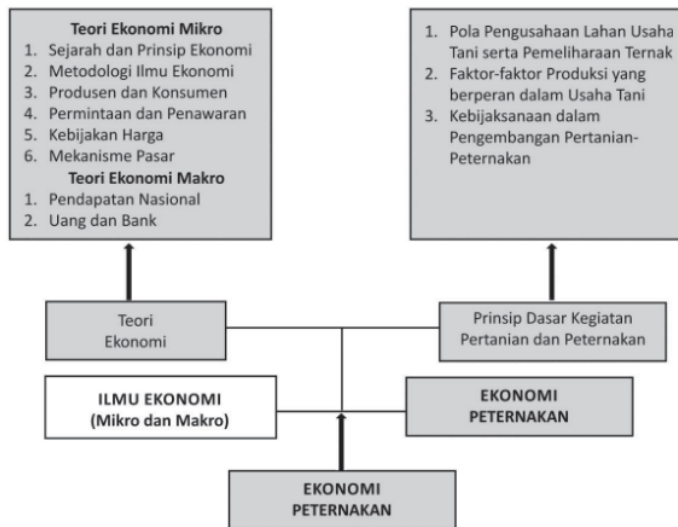 Teori Ekonomi Mikro
1. Sejarah dan Prinsip Ekonomi
2. Metodologi Ilmu Ekonomi
3. Produsen dan Konsumen
4. Permintaan dan Penawaran
5. Kebijakan Harga
6. Mekanisme Pasar
Teori Ekonomi Makro
1. Pendapatan Nasional
2. Uang dan Bank
1. Pola Pengusahaan Lahan Usaha
Tani serta Pemeliharaan Ternak
2. Faktor-faktor Produksi yang
berperan dalam Usaha Tani
3. Kebijaksanaan dalam
Pengembangan Pertanian-
Peternakan
Teori
Ekonomi
Prinsip Dasar Kegiatan
Pertanian dan Peternakan
ILMU EKONOMI
(Mikro dan Makro)
EKONOMI
PETERNAKAN
EKONOMI
PETERNAKAN